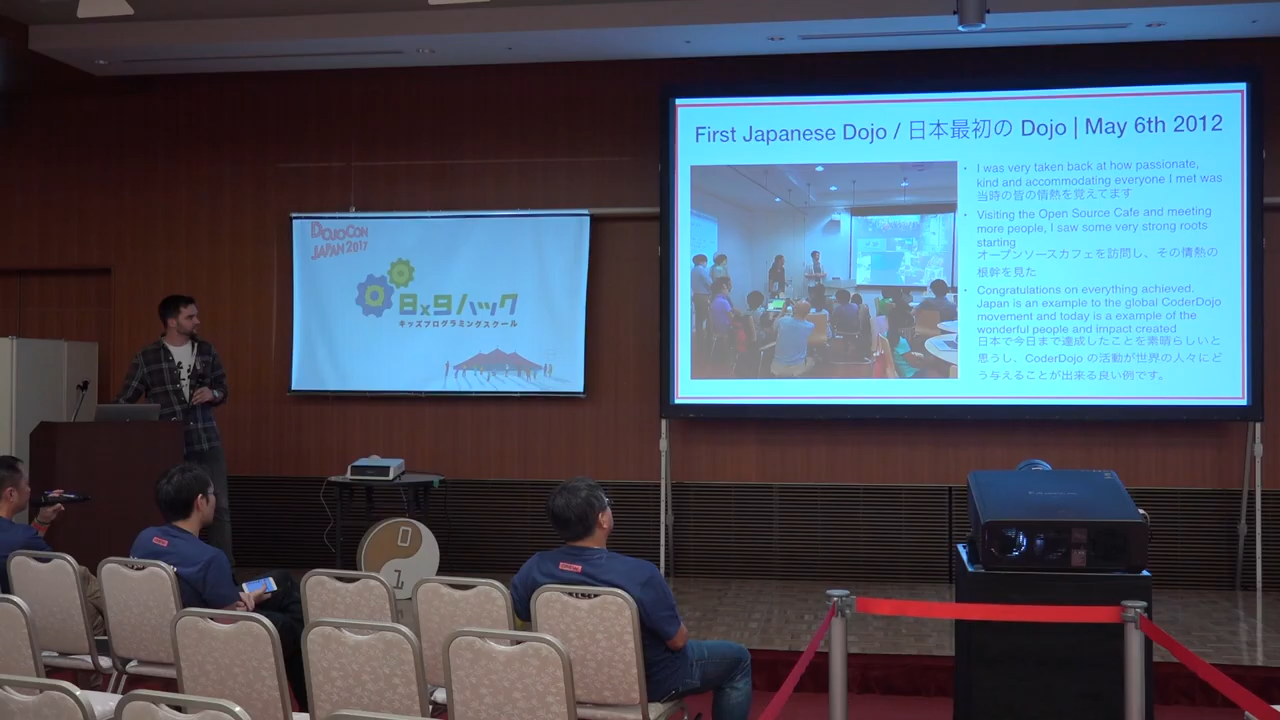 DOJOCON
JAPAN 2017
8x9ハック
キッズプログラミングスクール
First Japanese Dojo / 日本最初の Dojo | May 6th 2012
• I was very taken back at how passionate,
kind and accommodating everyone I met was
当時の皆の情熱を覚えてます
• Visiting the Open Source Cafe and meeting
more people, I saw some very strong roots
starting
オープンソースカフェを訪問し、その情熱の
根幹を見た
• Congratulations on everything achieved.
Japan is an example to the global CoderDojo
movement and today is a example of the
wonderful people and impact created
日本で今日まで達成したことを素晴らしいと
思うし、CoderDojo の活動が世界の人々にど
う与えることが出来る良い例です。
0
1